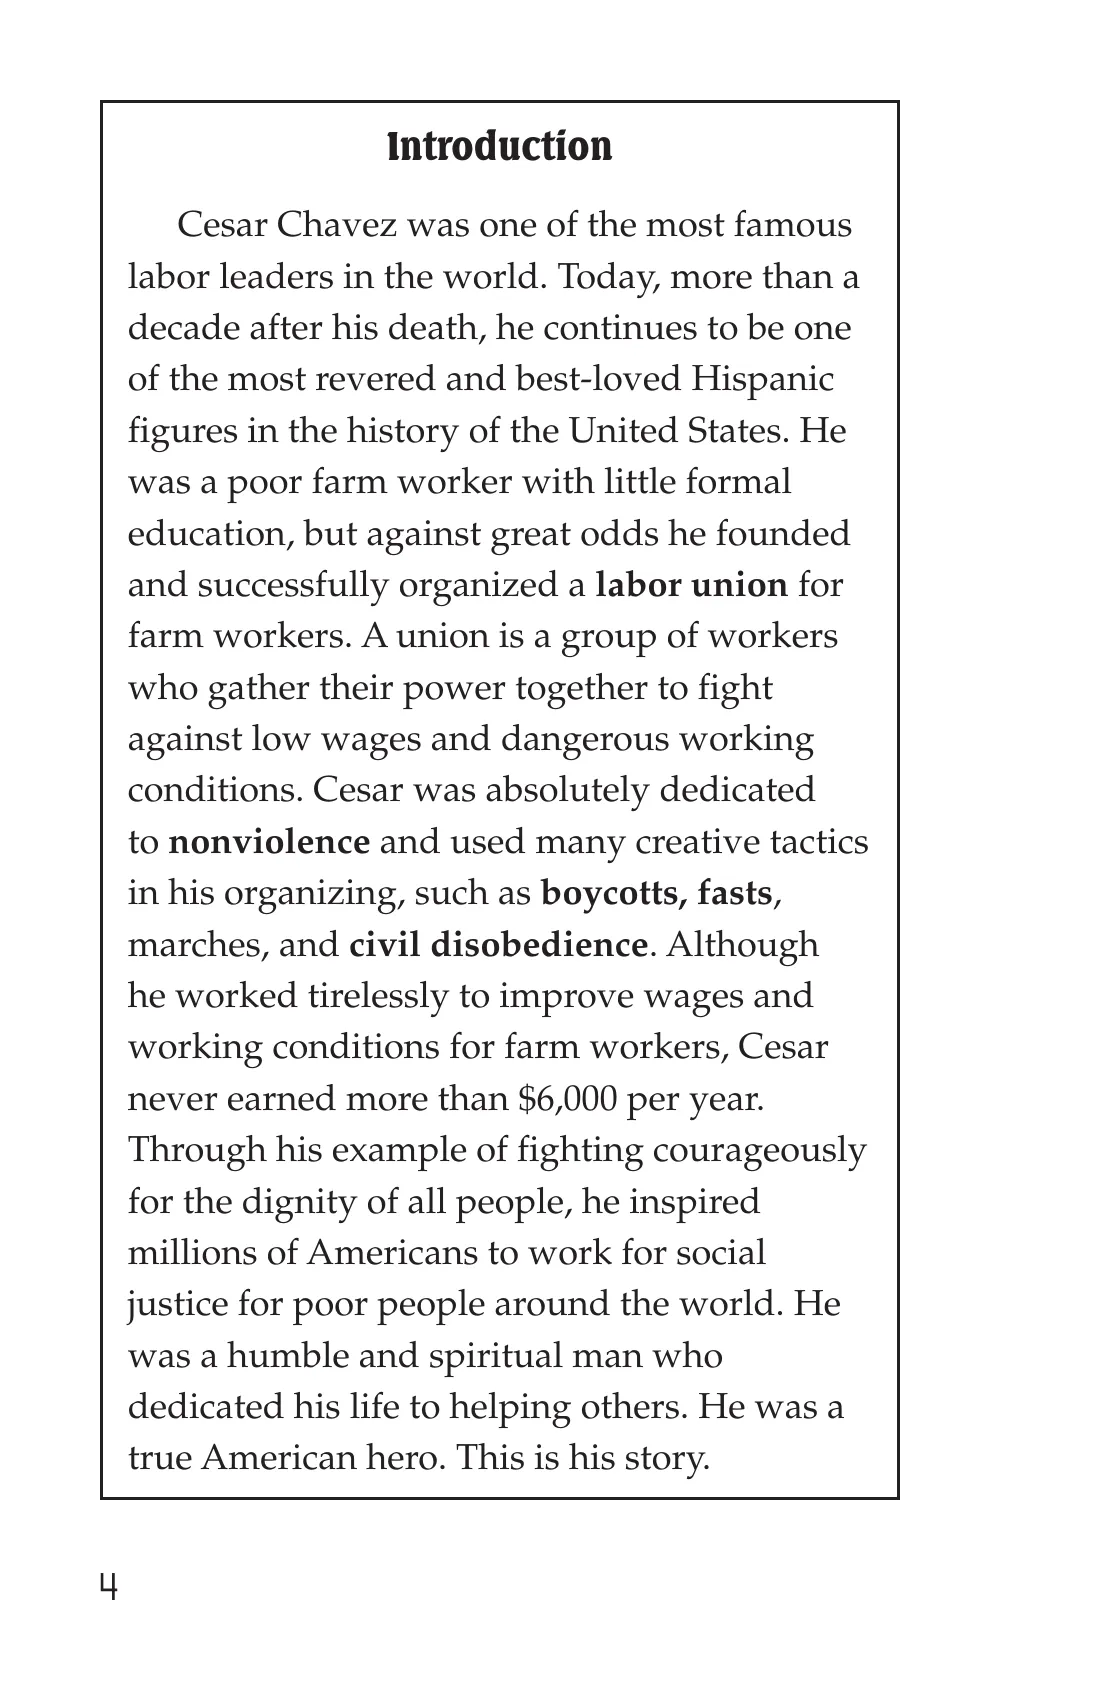 Introduction
Cesar Chavez was one of the most famous
labor leaders in the world. Today, more than a
decade after his death, he continues to be one
of the most revered and best-loved Hispanic
figures in the history of the United States. He
was a poor farm worker with little formal
education, but against great odds he founded
and successfully organized a labor union for
farm workers. A union is a group of workers
who gather their power together to fight
against low wages and dangerous working
conditions. Cesar was absolutely dedicated
to nonviolence and used many creative tactics
in his organizing, such as boycotts, fasts,
marches, and civil disobedience. Although
he worked tirelessly to improve wages and
working conditions for farm workers, Cesar
never earned more than $6,000 per year.
Through his example of fighting courageously
for the dignity of all people, he inspired
millions of Americans to work for social
justice for poor people around the world. He
was a humble and spiritual man who
dedicated his life to helping others. He was a
true American hero. This is his story.
4